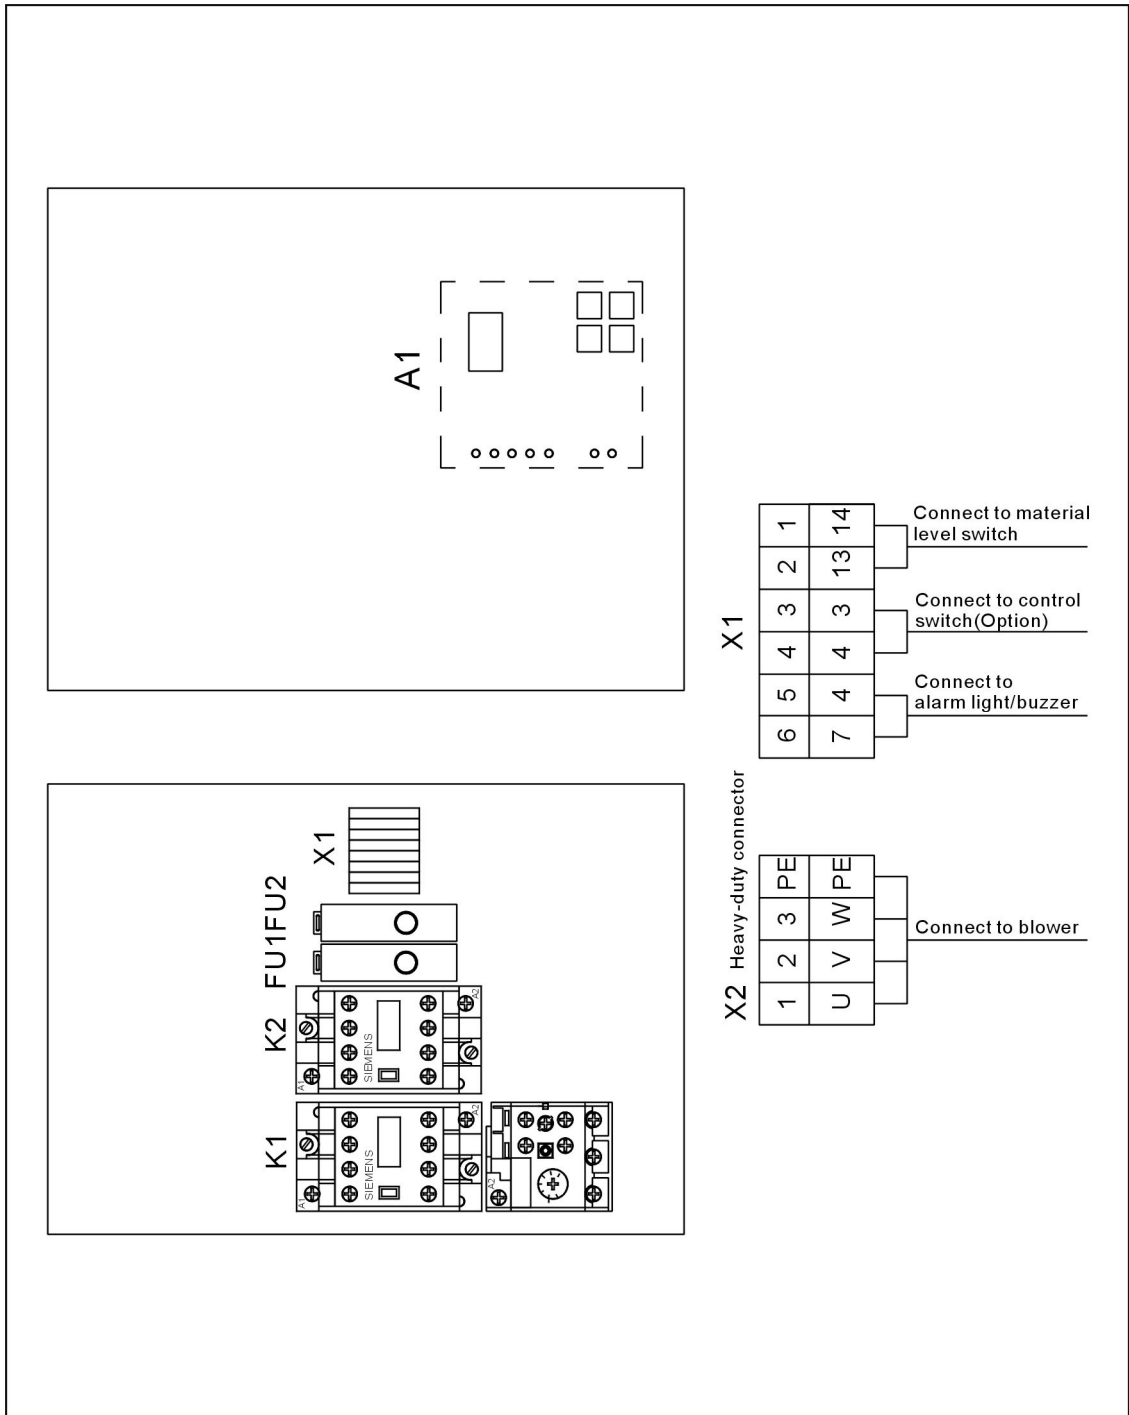 A1
X1
1 14
2 13
3 3
4 4
5 4
6 7
Connect to material
level switch
Connect to control
switch(Option)
Connect to
alarm light/buzzer
X2 Heavy-duty connector
PE PE
3 W
2 V
1 U
Connect to blower
X1
FU1FU2
K2
A1
A2
SIEMENS
K1
A1
A2
SIEMENS
A2